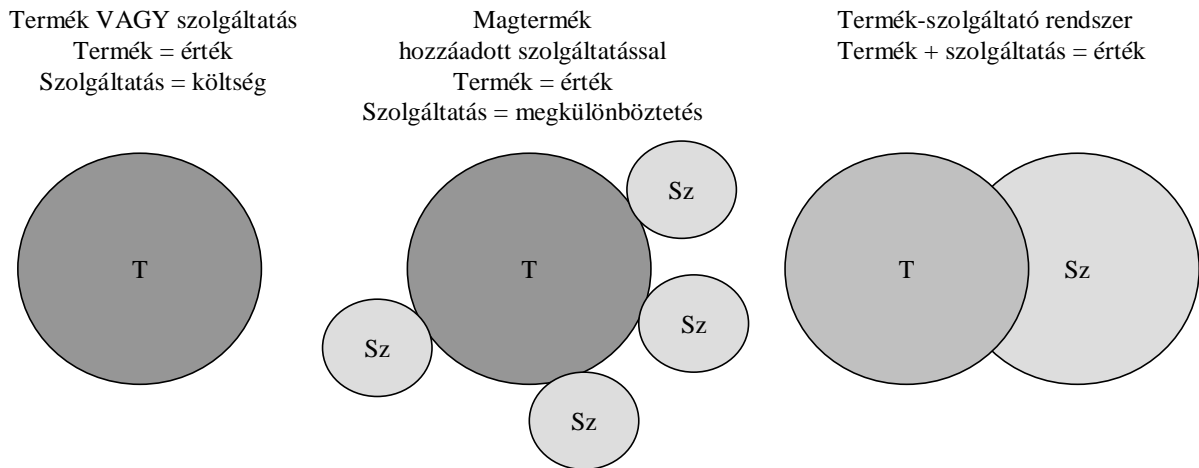 Termék VAGY szolgáltatás
Termék = érték
Szolgáltatás = költség
Magtermék
hozzáadott szolgáltatással
Termék = érték
Szolgáltatás = megkülönböztetés
Termék-szolgáltató rendszer
Termék + szolgáltatás = érték
T
T
Sz
Sz
Sz
Sz
T
Sz